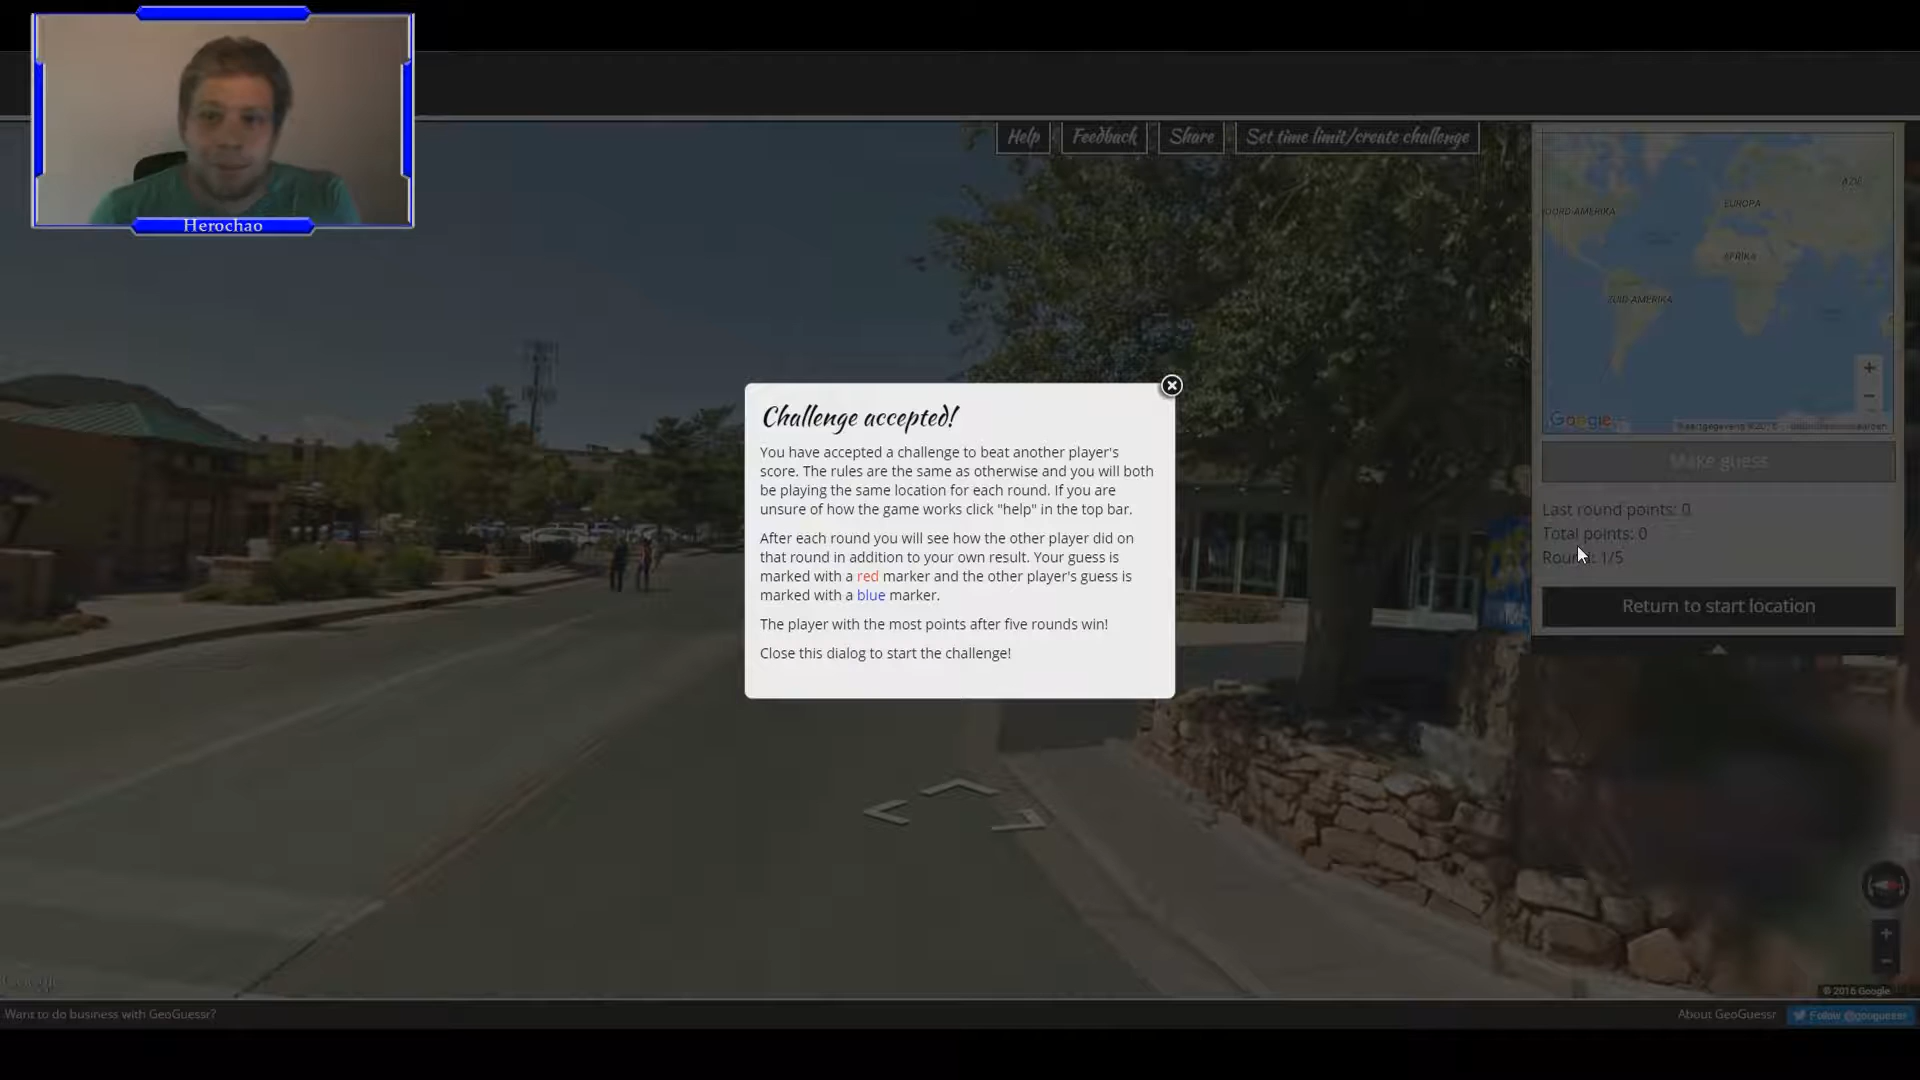 Herochao
Help
Feedback
Share
Set time limit/create challenge
AZIË
EUROPA
AFRIKA
ZUID-AMERIKA
Google
Make guess
Last round points: 0
Total points: 0
Round: 1/5
Return to start location
Challenge accepted!
You have accepted a challenge to beat another player's
score. The rules are the same as otherwise and you will both
be playing the same location for each round. If you are
unsure of how the game works click "help" in the top bar.
After each round you will see how the other player did on
that round in addition to your own result. Your guess is
marked with a red marker and the other player's guess is
marked with a blue marker.
The player with the most points after five rounds win!
Close this dialog to start the challenge!
© 2016 Google
Want to do business with GeoGuessr?
About GeoGuessr
Follow @geoguessr